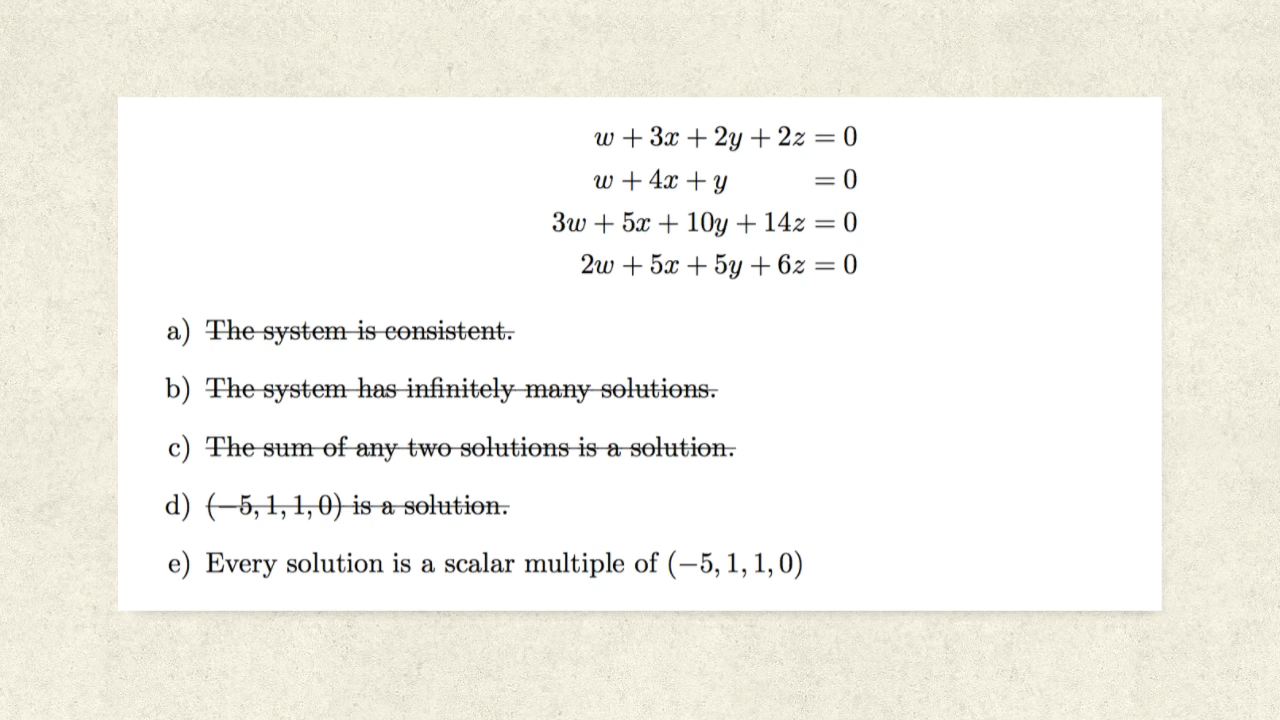 w + 3x + 2y + 2z = 0
w + 4x + y = 0
3w + 5x + 10y + 14z = 0
2w + 5x + 5y + 6z = 0
a) The system is consistent.
b) The system has infinitely many solutions.
c) The sum of any two solutions is a solution.
d) (−5, 1, 1, 0) is a solution.
e) Every solution is a scalar multiple of (−5, 1, 1, 0)